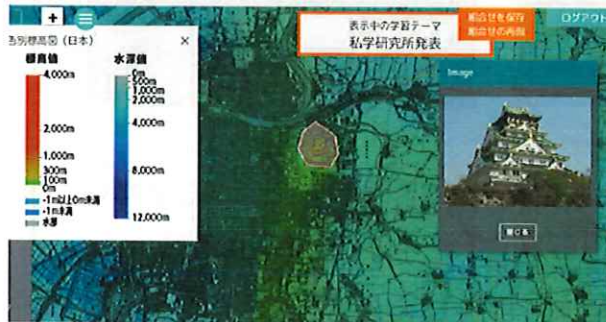 +
表示中の学習テーマ
私学研究所発表
組合せを保存
組合せの再現
ログアウト
色別標高図（日本）
×
標高値
水深値
4,000m
2,000m
1,000m
300m
100m
0m
-1m以上0m未満
-1m未満
水部
0m
500m
1,000m
2,000m
4,000m
8,000m
12,000m
Image
閉じる